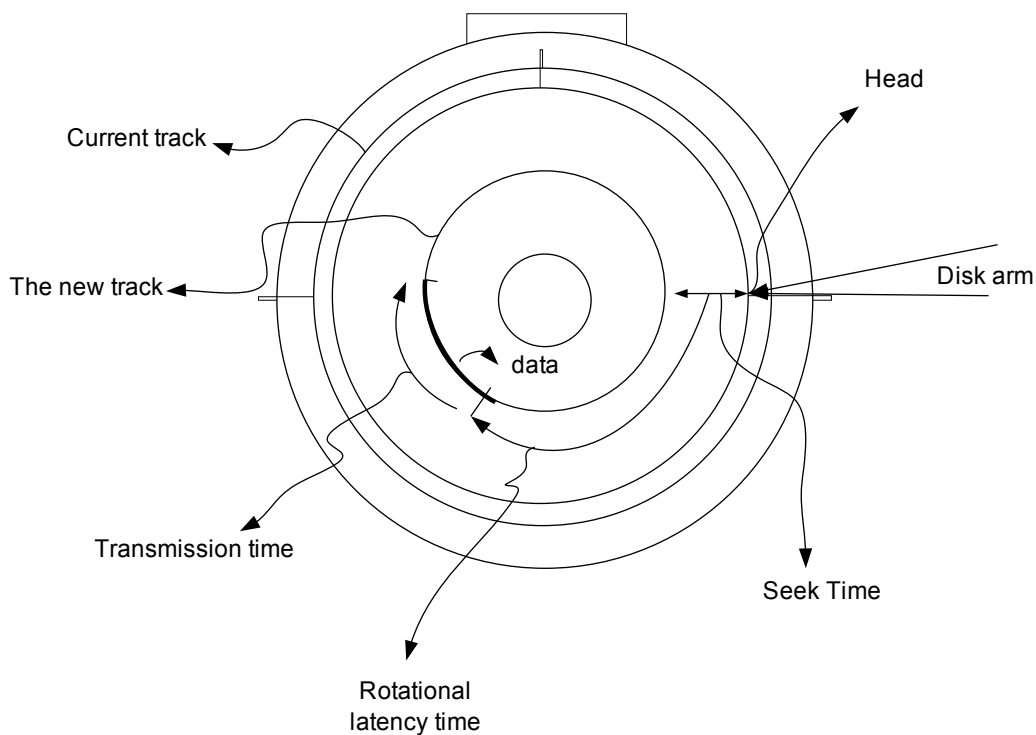 Head
Current track
Disk arm
The new track
data
Transmission time
Seek Time
Rotational
latency time